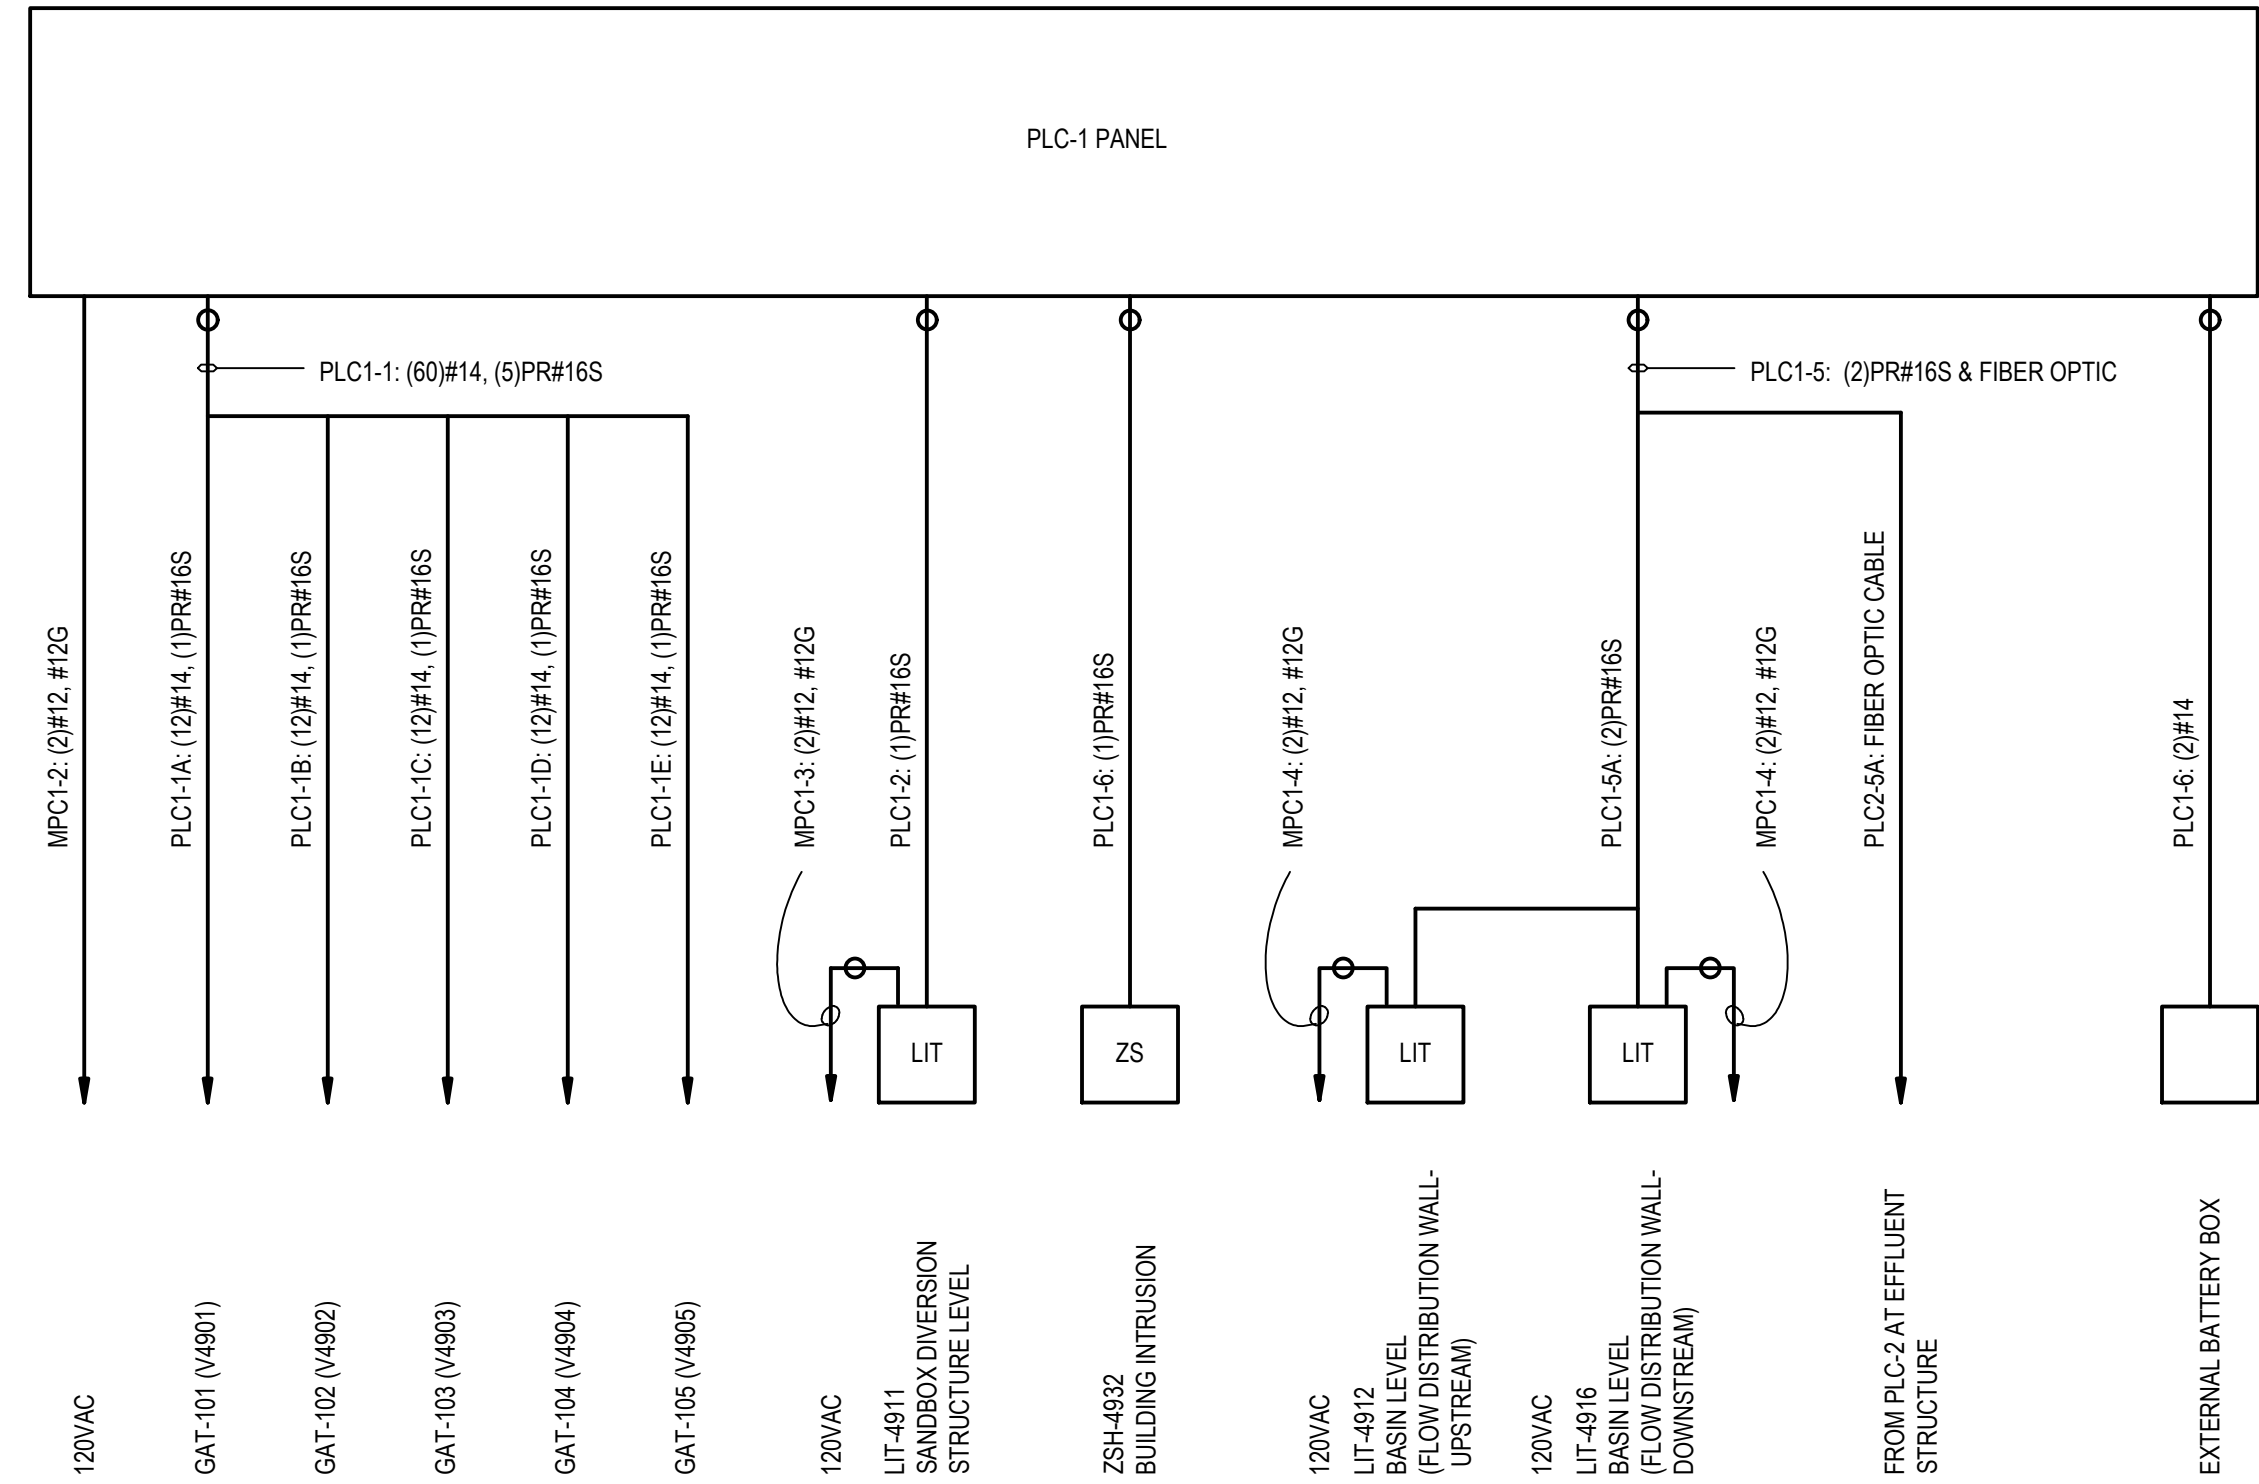 PLC-1 PANEL
PLC1-1: (60)#14, (5)PR#16S
PLC1-5: (2)PR#16S & FIBER OPTIC
MPC1-2: (2)#12, #12G
PLC1-1A: (12)#14, (1)PR#16S
PLC1-1B: (12)#14, (1)PR#16S
PLC1-1C: (12)#14, (1)PR#16S
PLC1-1D: (12)#14, (1)PR#16S
PLC1-1E: (12)#14, (1)PR#16S
MPC1-3: (2)#12, #12G
PLC1-2: (1)PR#16S
PLC1-6: (1)PR#16S
MPC1-4: (2)#12, #12G
PLC1-5A: (2)PR#16S
MPC1-4: (2)#12, #12G
PLC2-5A: FIBER OPTIC CABLE
PLC1-6: (2)#14
LIT
ZS
LIT
LIT
120VAC
GAT-101 (V4901)
GAT-102 (V4902)
GAT-103 (V4903)
GAT-104 (V4904)
GAT-105 (V4905)
120VAC
LIT-4911
SANDBOX DIVERSION
STRUCTURE LEVEL
ZSH-4932
BUILDING INTRUSION
120VAC
LIT-4912
BASIN LEVEL
(FLOW DISTRIBUTION WALL-
UPSTREAM)
120VAC
LIT-4916
BASIN LEVEL
(FLOW DISTRIBUTION WALL-
DOWNSTREAM)
FROM PLC-2 AT EFFLUENT
STRUCTURE
EXTERNAL BATTERY BOX